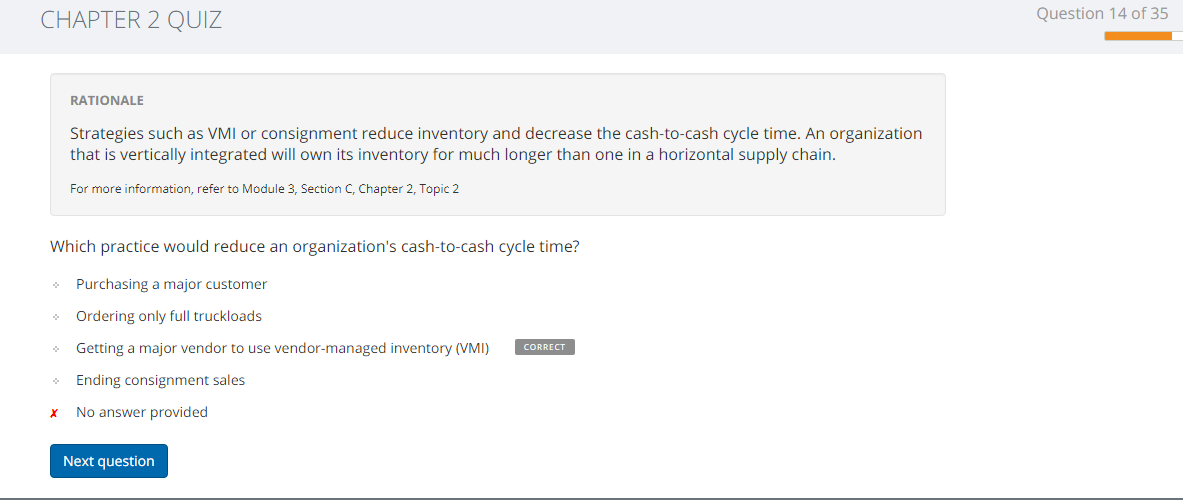 CHAPTER 2 QUIZ
Question 14 of 35
RATIONALE
Strategies such as VMI or consignment reduce inventory and decrease the cash-to-cash cycle time. An organization
that is vertically integrated will own its inventory for much longer than one in a horizontal supply chain.
For more information, refer to Module 3, Section C, Chapter 2, Topic 2
Which practice would reduce an organization's cash-to-cash cycle time?
Purchasing a major customer
Ordering only full truckloads
Getting a major vendor to use vendor-managed inventory (VMI) CORRECT
Ending consignment sales
✗ No answer provided
Next question